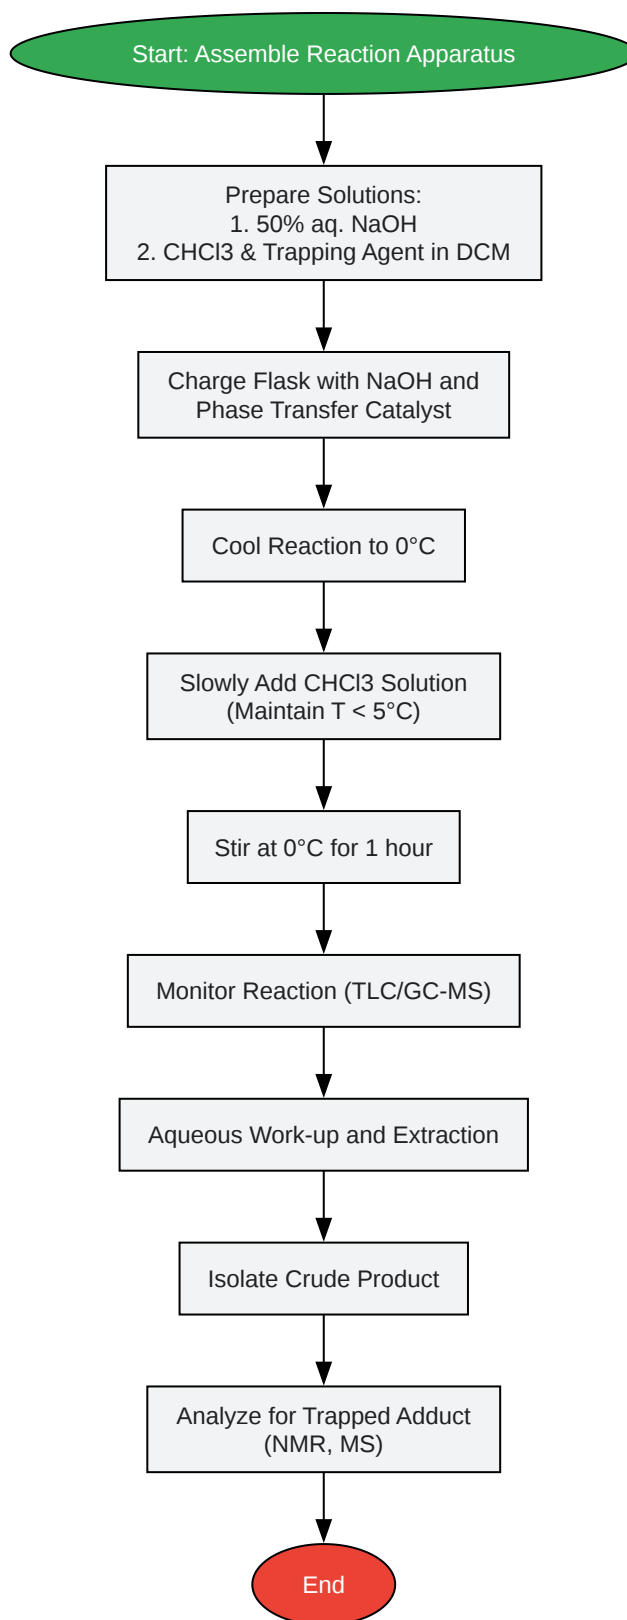 Start: Assemble Reaction Apparatus
Prepare Solutions:
1. 50% aq. NaOH
2. CHCl3 & Trapping Agent in DCM
Charge Flask with NaOH and
Phase Transfer Catalyst
Cool Reaction to 0°C
Slowly Add CHCl3 Solution
(Maintain T < 5°C)
Stir at 0°C for 1 hour
Monitor Reaction (TLC/GC-MS)
Aqueous Work-up and Extraction
Isolate Crude Product
Analyze for Trapped Adduct
(NMR, MS)
End